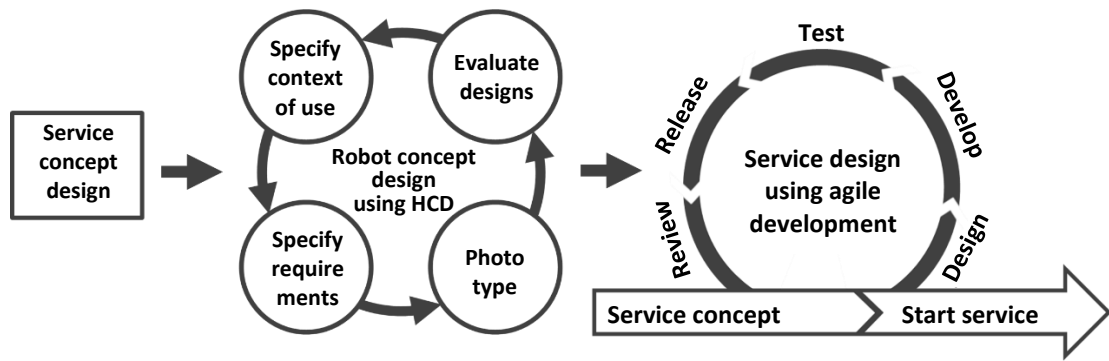 Service
concept
design
Specify
context
of use
Evaluate
designs
Robot concept
design
using HCD
Specify
require
ments
Photo
type
Test
Develop
Release
Service design
using agile
development
Review
Design
Service concept
Start service